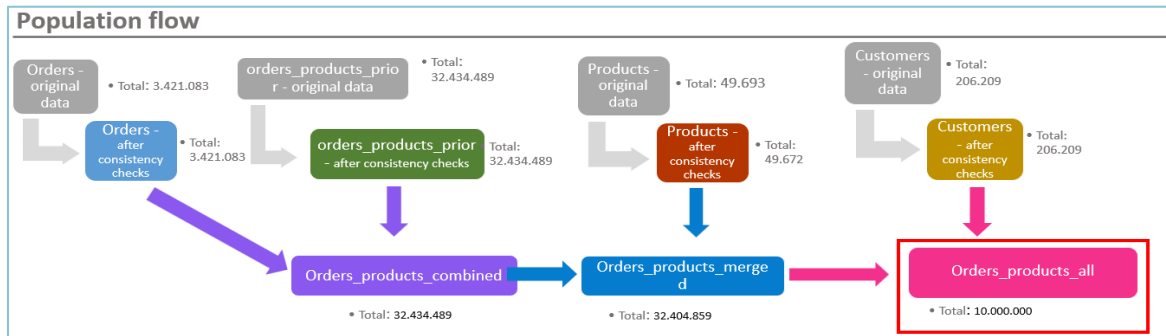 Population flow
Orders -
original
data
• Total: 3.421.083
orders_products_prio
r - original data
• Total:
32.434.489
Products -
original
data
• Total: 49.693
Customers
- original
data
• Total:
206.209
Orders -
after
consistency
checks
• Total:
3.421.083
orders_products_prior
- after consistency checks
• Total:
32.434.489
Products -
after
consistency
checks
• Total:
49.672
Customers
- after
consistency
checks
• Total:
206.209
Orders_products_combined
• Total: 32.434.489
Orders_products_merge
d
• Total: 32.404.859
Orders_products_all
• Total: 10.000.000